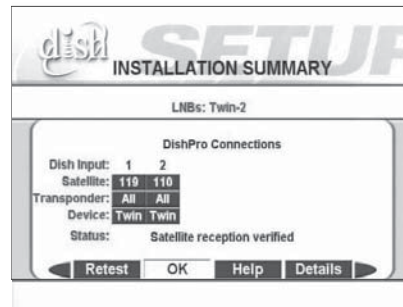 dish
SETUP
INSTALLATION SUMMARY
LNBs: Twin-2
DishPro Connections
Dish Input: 1 2
Satellite: 119 110
Transponder: All All
Device: Twin Twin
Status: Satellite reception verified
Retest OK Help Details